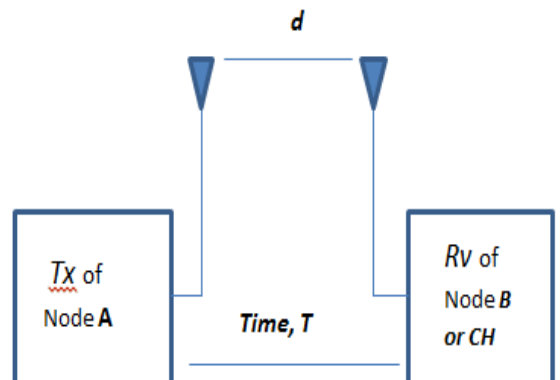 d
Tx of
Node A
Time, T
Rv of
Node B
or CH